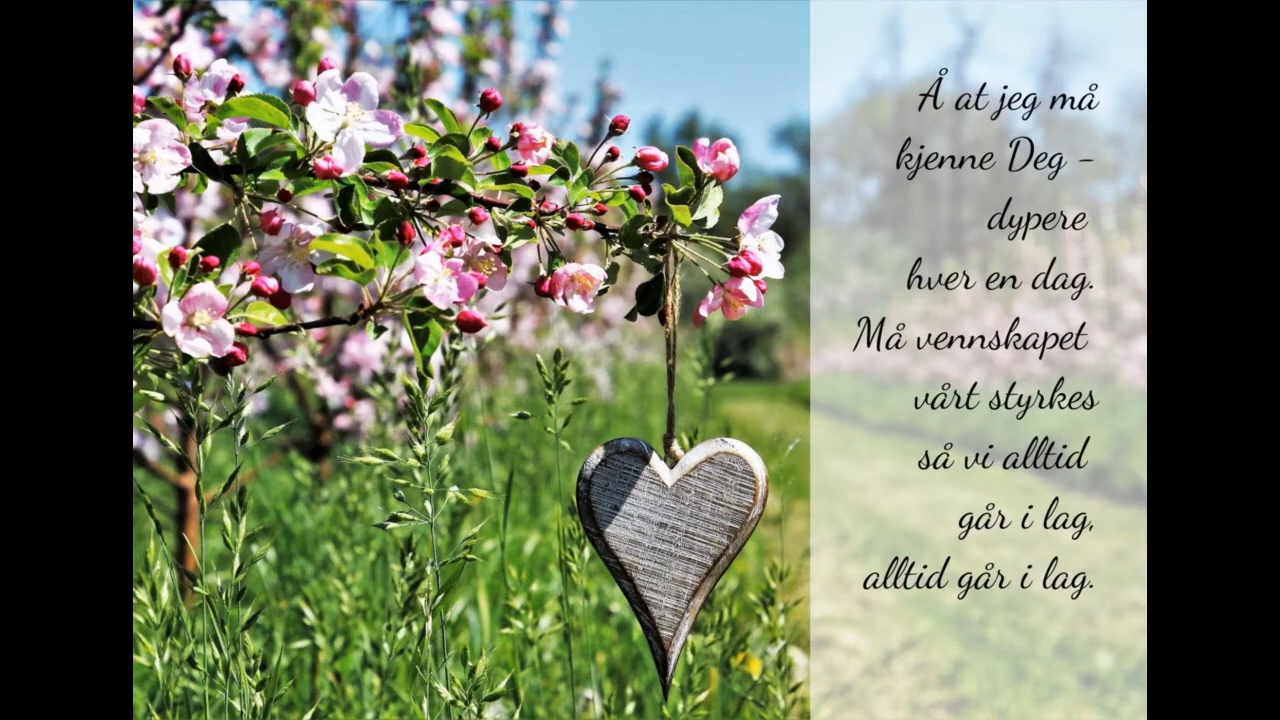 Å at jeg må
kjenne Deg -
dypere
hver en dag.
Må vennskapet
vårt styrkes
så vi alltid
går i lag,
alltid går i lag.